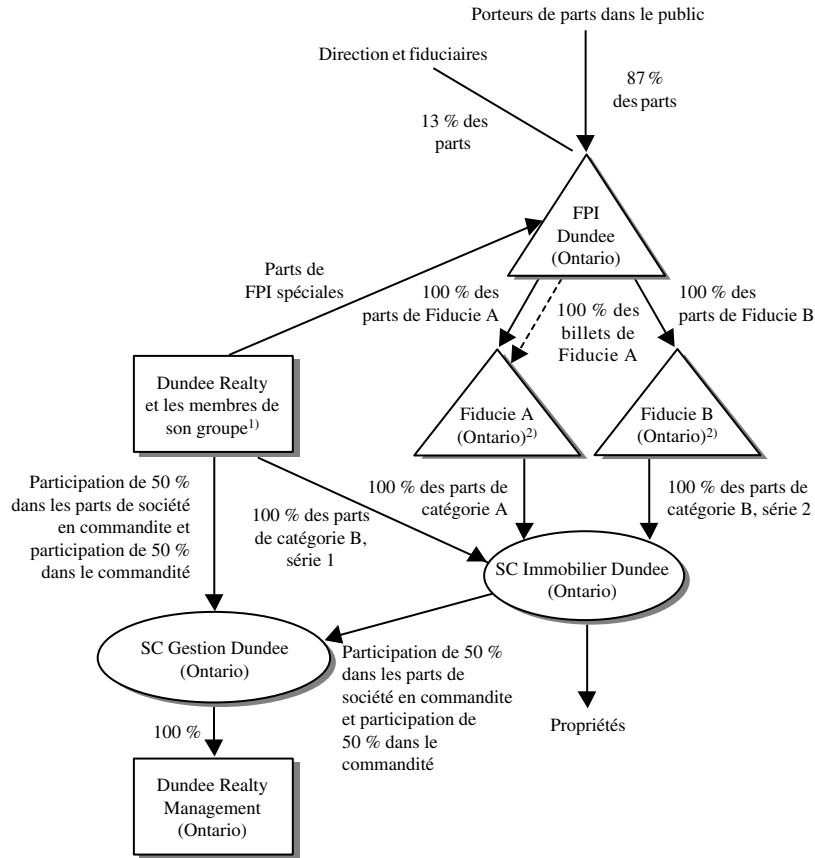 Porteurs de parts dans le public
Direction et fiduciaires
87 %
des parts
13 % des
parts
FPI
Dundee
(Ontario)
Parts de
FPI spéciales
100 % des
parts de Fiducie A
100 % des
billets de
Fiducie A
100 % des
parts de Fiducie B
Dundee Realty
et les membres de
son groupe1)
Fiducie A
(Ontario)2)
Fiducie B
(Ontario)2)
Participation de 50 %
dans les parts de société
en commandite et
participation de 50 %
dans le commandité
100 % des parts
de catégorie B,
série 1
100 % des parts de
catégorie A
100 % des parts de
catégorie B, série 2
SC Immobilier Dundee
(Ontario)
SC Gestion Dundee
(Ontario)
Participation de 50 %
dans les parts de
société en commandite
et participation de
50 % dans le
commandité
Propriétés
100 %
Dundee Realty
Management
(Ontario)